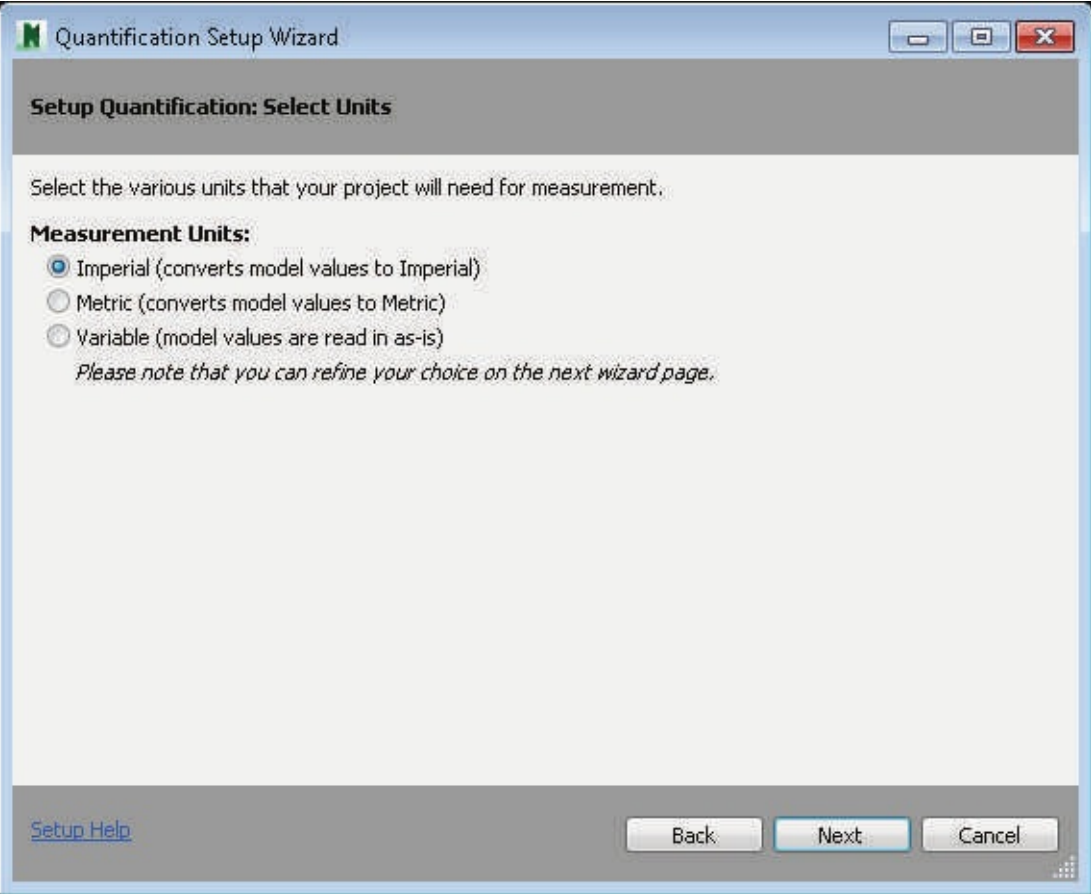 Quantification Setup Wizard
Setup Quantification: Select Units
Select the various units that your project will need for measurement.
Measurement Units:
Imperial (converts model values to Imperial)
Metric (converts model values to Metric)
Variable (model values are read in as-is)
Please note that you can refine your choice on the next wizard page.
Setup Help
Back
Next
Cancel